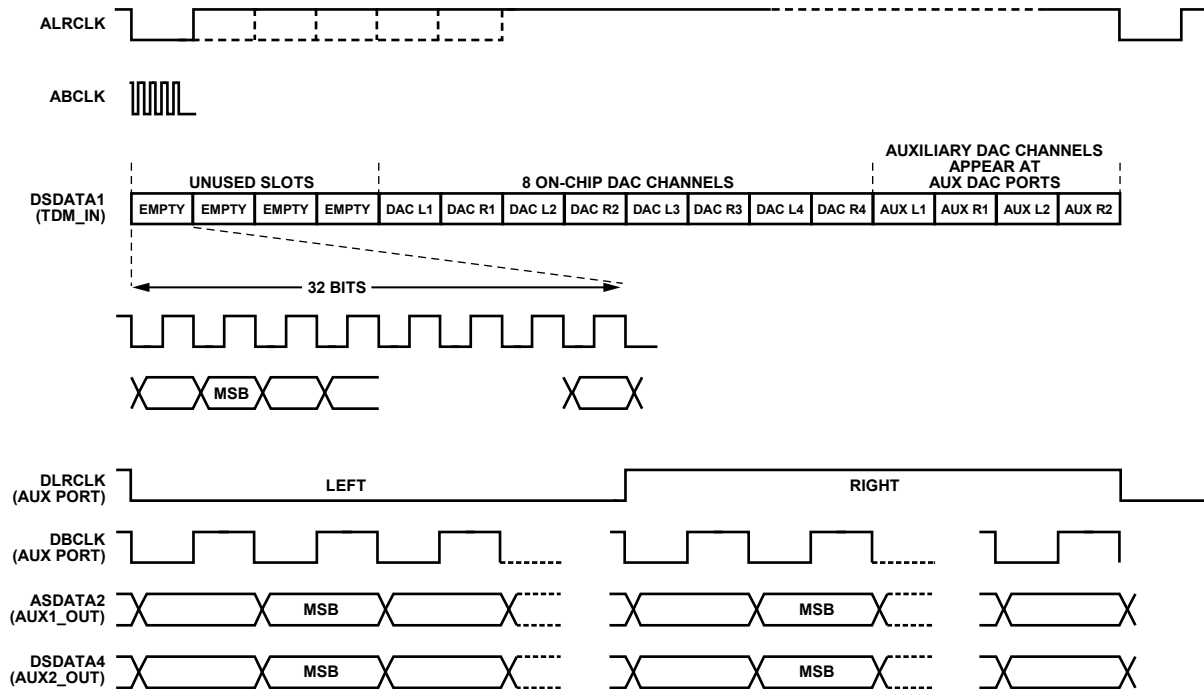 ALRCLK
ABCLK
AUXILIARY DAC CHANNELS
APPEAR AT
AUX DAC PORTS
UNUSED SLOTS
8 ON-CHIP DAC CHANNELS
DSDATA1
(TDM_IN)
EMPTY EMPTY EMPTY EMPTY DAC L1 DAC R1 DAC L2 DAC R2 DAC L3 DAC R3 DAC L4 DAC R4 AUX L1 AUX R1 AUX L2 AUX R2
32 BITS
MSB
DLRCLK
(AUX PORT)
LEFT
RIGHT
DBCLK
(AUX PORT)
ASDATA2
(AUX1_OUT)
MSB
MSB
DSDATA4
(AUX2_OUT)
MSB
MSB